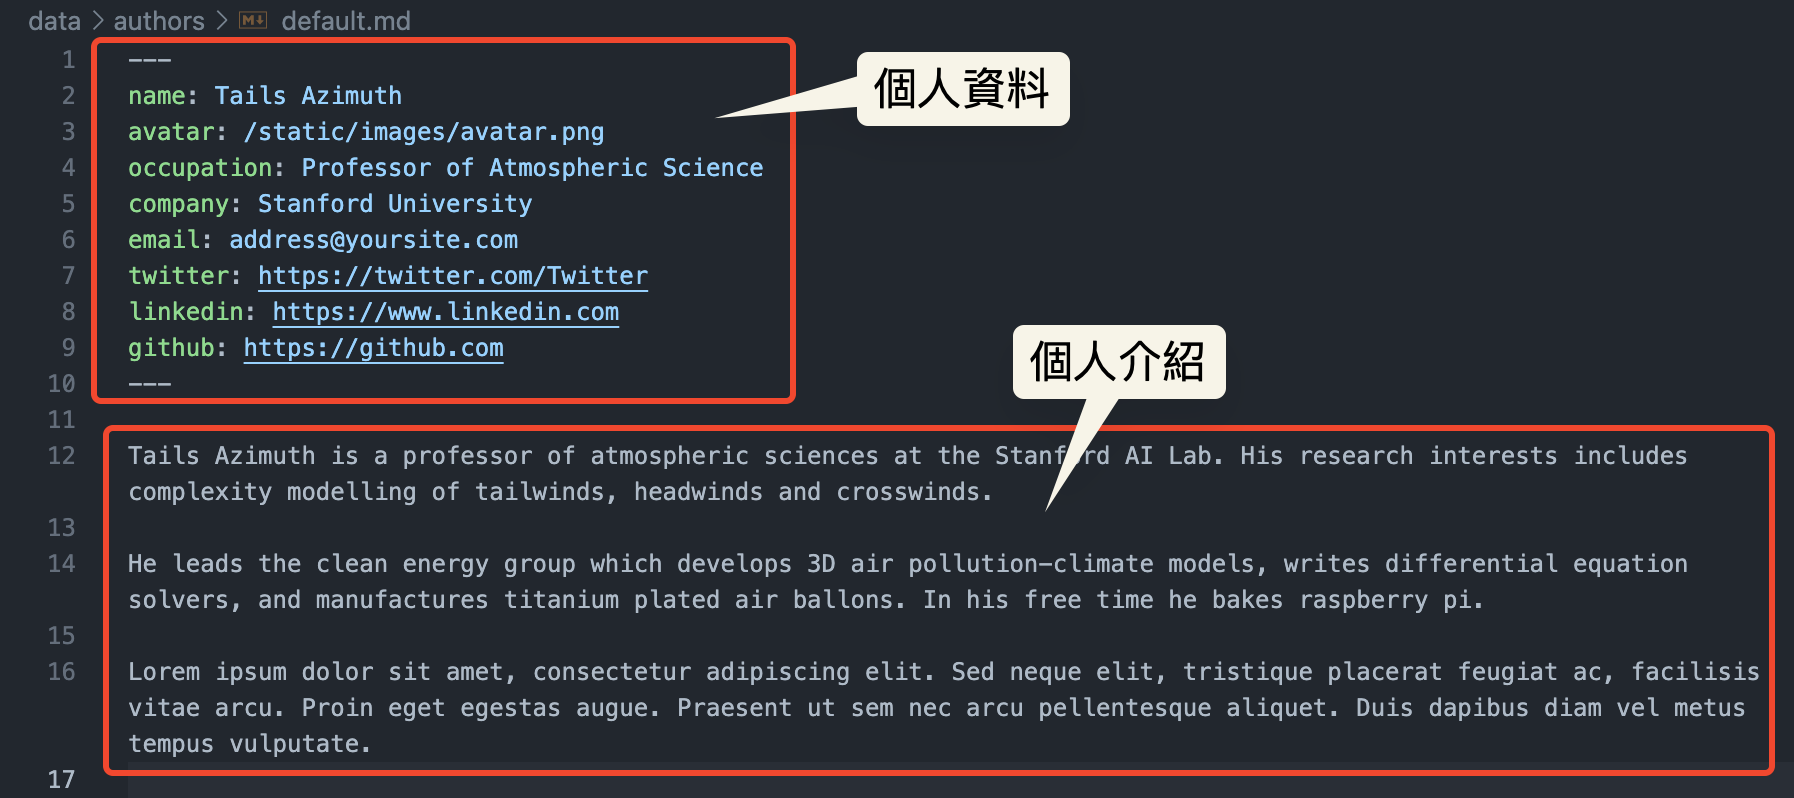 data > authors > M↓ default.md
1 ---
2 name: Tails Azimuth
3 avatar: /static/images/avatar.png
4 occupation: Professor of Atmospheric Science
5 company: Stanford University
6 email: address@yoursite.com
7 twitter: https://twitter.com/Twitter
8 linkedin: https://www.linkedin.com
9 github: https://github.com
10 ---
個人資料
11
個人介紹
12 Tails Azimuth is a professor of atmospheric sciences at the Stanford AI Lab. His research interests includes
complexity modelling of tailwinds, headwinds and crosswinds.
13
14 He leads the clean energy group which develops 3D air pollution-climate models, writes differential equation
solvers, and manufactures titanium plated air ballons. In his free time he bakes raspberry pi.
15
16 Lorem ipsum dolor sit amet, consectetur adipiscing elit. Sed neque elit, tristique placerat feugiat ac, facilisis
vitae arcu. Proin eget egestas augue. Praesent ut sem nec arcu pellentesque aliquet. Duis dapibus diam vel metus
tempus vulputate.
17